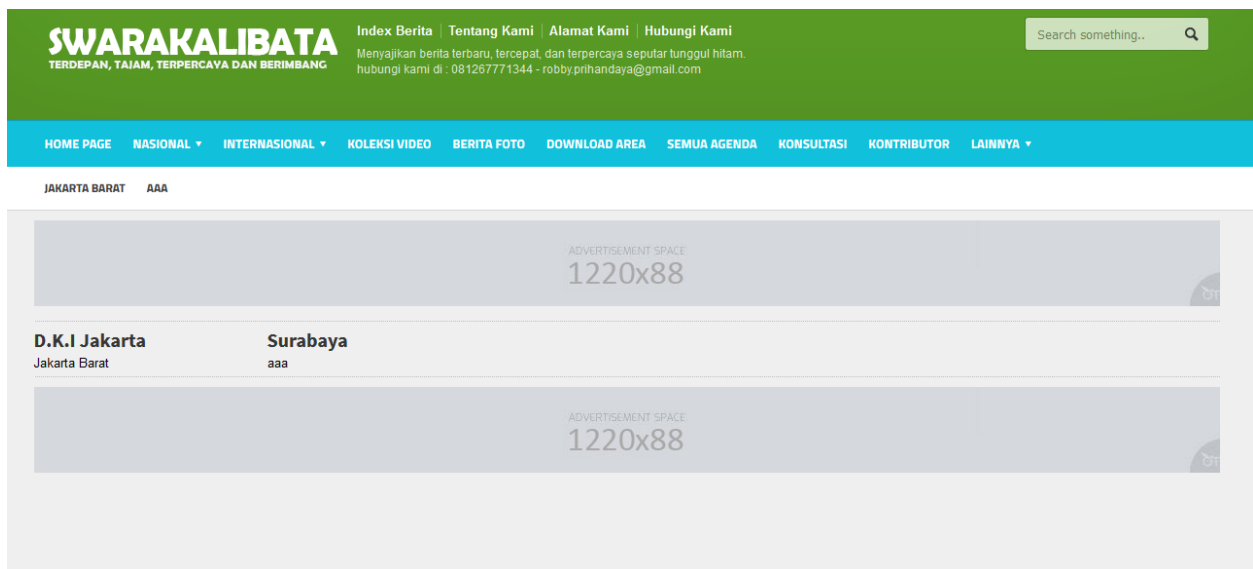 SWARAKALIBATA
TERDEPAN, TAJAM, TERPERCAYA DAN BERIMBANG
Index Berita | Tentang Kami | Alamat Kami | Hubungi Kami
Menyajikan berita terbaru, tercepat, dan terpercaya seputar tunggul hitam.
hubungi kami di : 081267771344 - robby.prihandaya@gmail.com
Search something..
HOME PAGE NASIONAL INTERNASIONAL KOLEKSI VIDEO BERITA FOTO DOWNLOAD AREA SEMUA AGENDA KONSULTASI KONTRIBUTOR LAINNYA
JAKARTA BARAT AAA
ADVERTISEMENT SPACE
1220x88
D.K.I Jakarta Surabaya
Jakarta Barat aaa
ADVERTISEMENT SPACE
1220x88